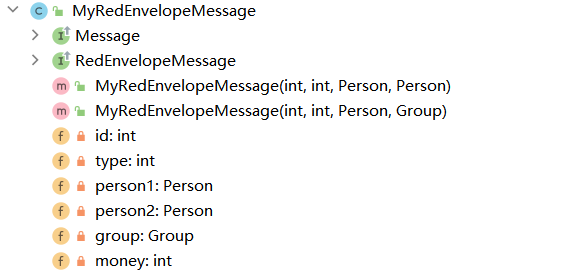 MyRedEnvelopeMessage
Message
RedEnvelopeMessage
MyRedEnvelopeMessage(int, int, Person, Person)
MyRedEnvelopeMessage(int, int, Person, Group)
id: int
type: int
person1: Person
person2: Person
group: Group
money: int